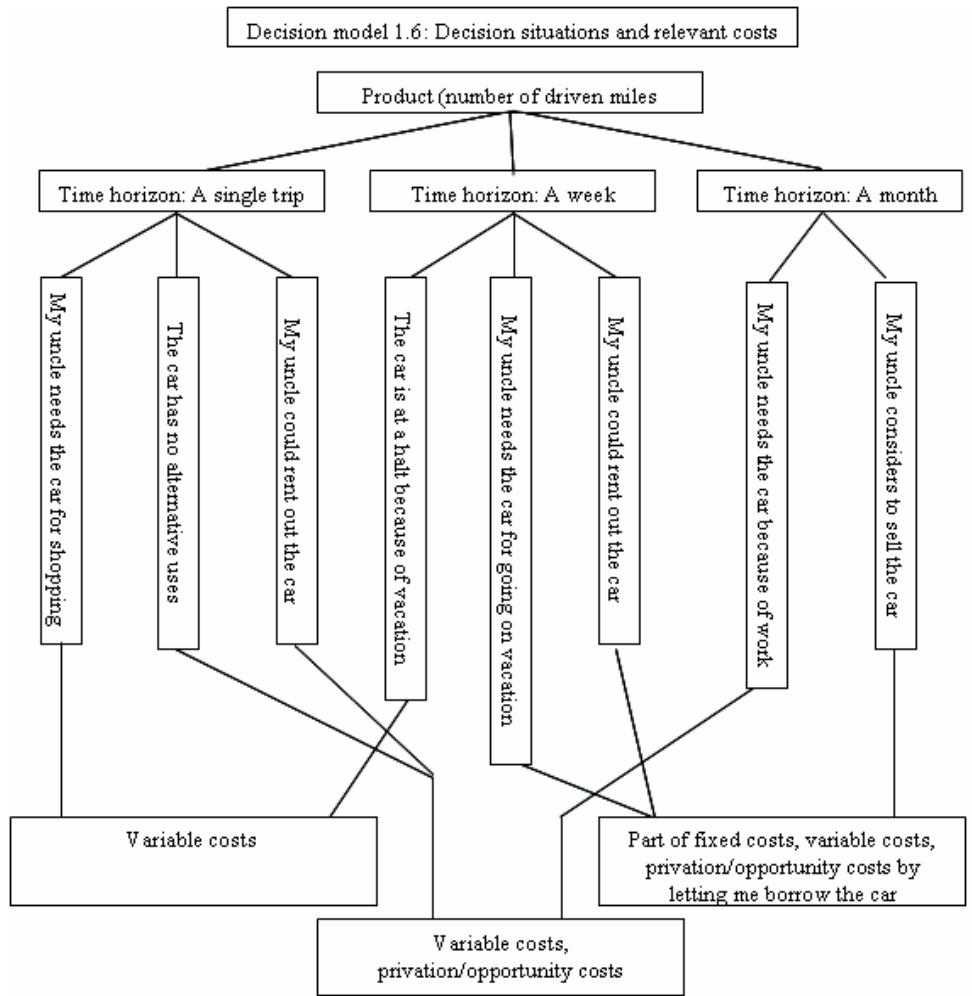 Decision model 1.6: Decision situations and relevant costs
Product (number of driven miles
Time horizon: A single trip
Time horizon: A week
Time horizon: A month
My uncle needs the car for shopping
The car has no alternative uses
My uncle could rent out the car
The car is at a halt because of vacation
My uncle needs the car for going on vacation
My uncle could rent out the car
My uncle needs the car because of work
My uncle considers to sell the car
Variable costs
Part of fixed costs, variable costs,
privation/opportunity costs by
letting me borrow the car
Variable costs,
privation/opportunity costs